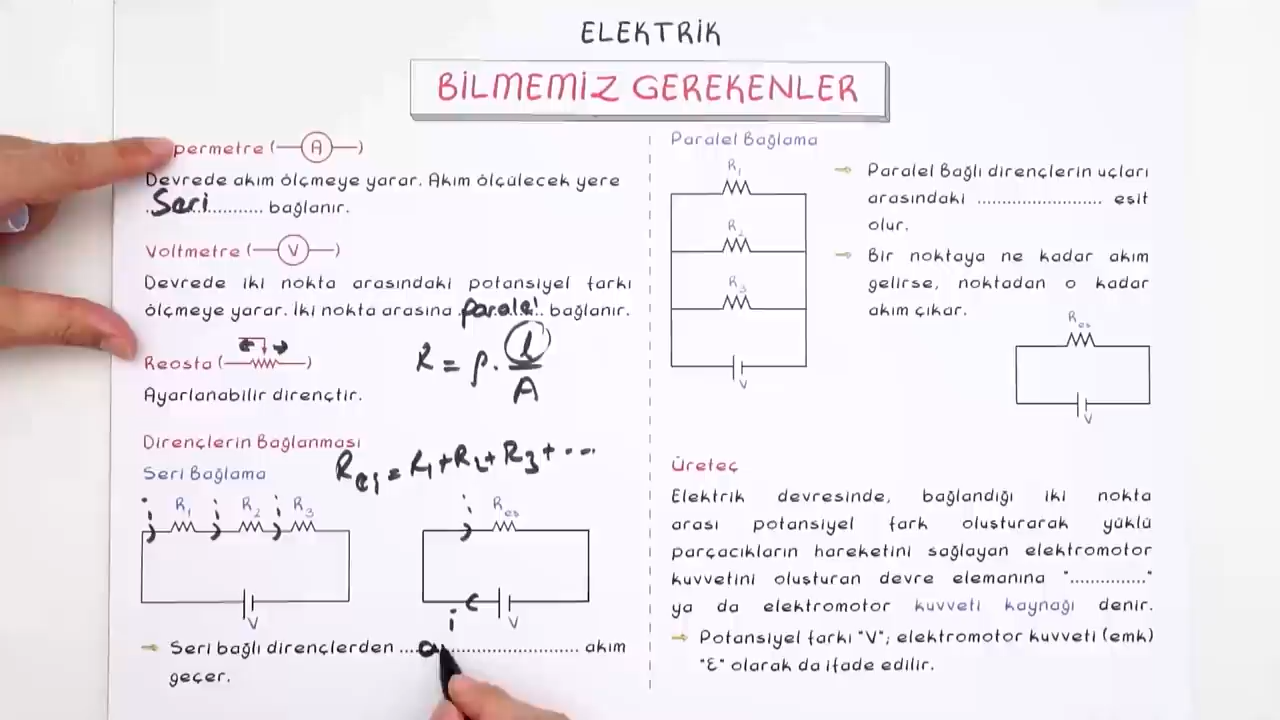 ELEKTRİK
BİLMEMİZ GEREKENLER
permetre ( A )
Devrede akım ölçmeye yarar. Akım ölçülecek yere
Seri ............ bağlanır.
Voltmetre ( V )
Devrede iki nokta arasındaki potansiyel farkı
ölçmeye yarar. İki nokta arasına paralel bağlanır.
Reosta ( )
R = ρ . l / A
Ayarlanabilir dirençtir.
Dirençlerin Bağlanması
Reş = R1 + R2 + R3 + ...
Seri Bağlama
i R1 i R2 i R3
V
i Reş
i V
→ Seri bağlı dirençlerden .... a ........................ akım
geçer.
Paralel Bağlama
R1
R2
R3
V
→ Paralel Bağlı dirençlerin uçları
arasındaki ........................ eşit
olur.
→ Bir noktaya ne kadar akım
gelirse, noktadan o kadar
akım çıkar.
Reş
V
Üreteç
Elektrik devresinde, bağlandığı iki nokta
arası potansiyel fark oluşturarak yüklü
parçacıkların hareketini sağlayan elektromotor
kuvvetini oluşturan devre elemanına "..............."
ya da elektromotor kuvveti kaynağı denir.
→ Potansiyel farkı "V"; elektromotor kuvveti (emk)
"Ɛ" olarak da ifade edilir.